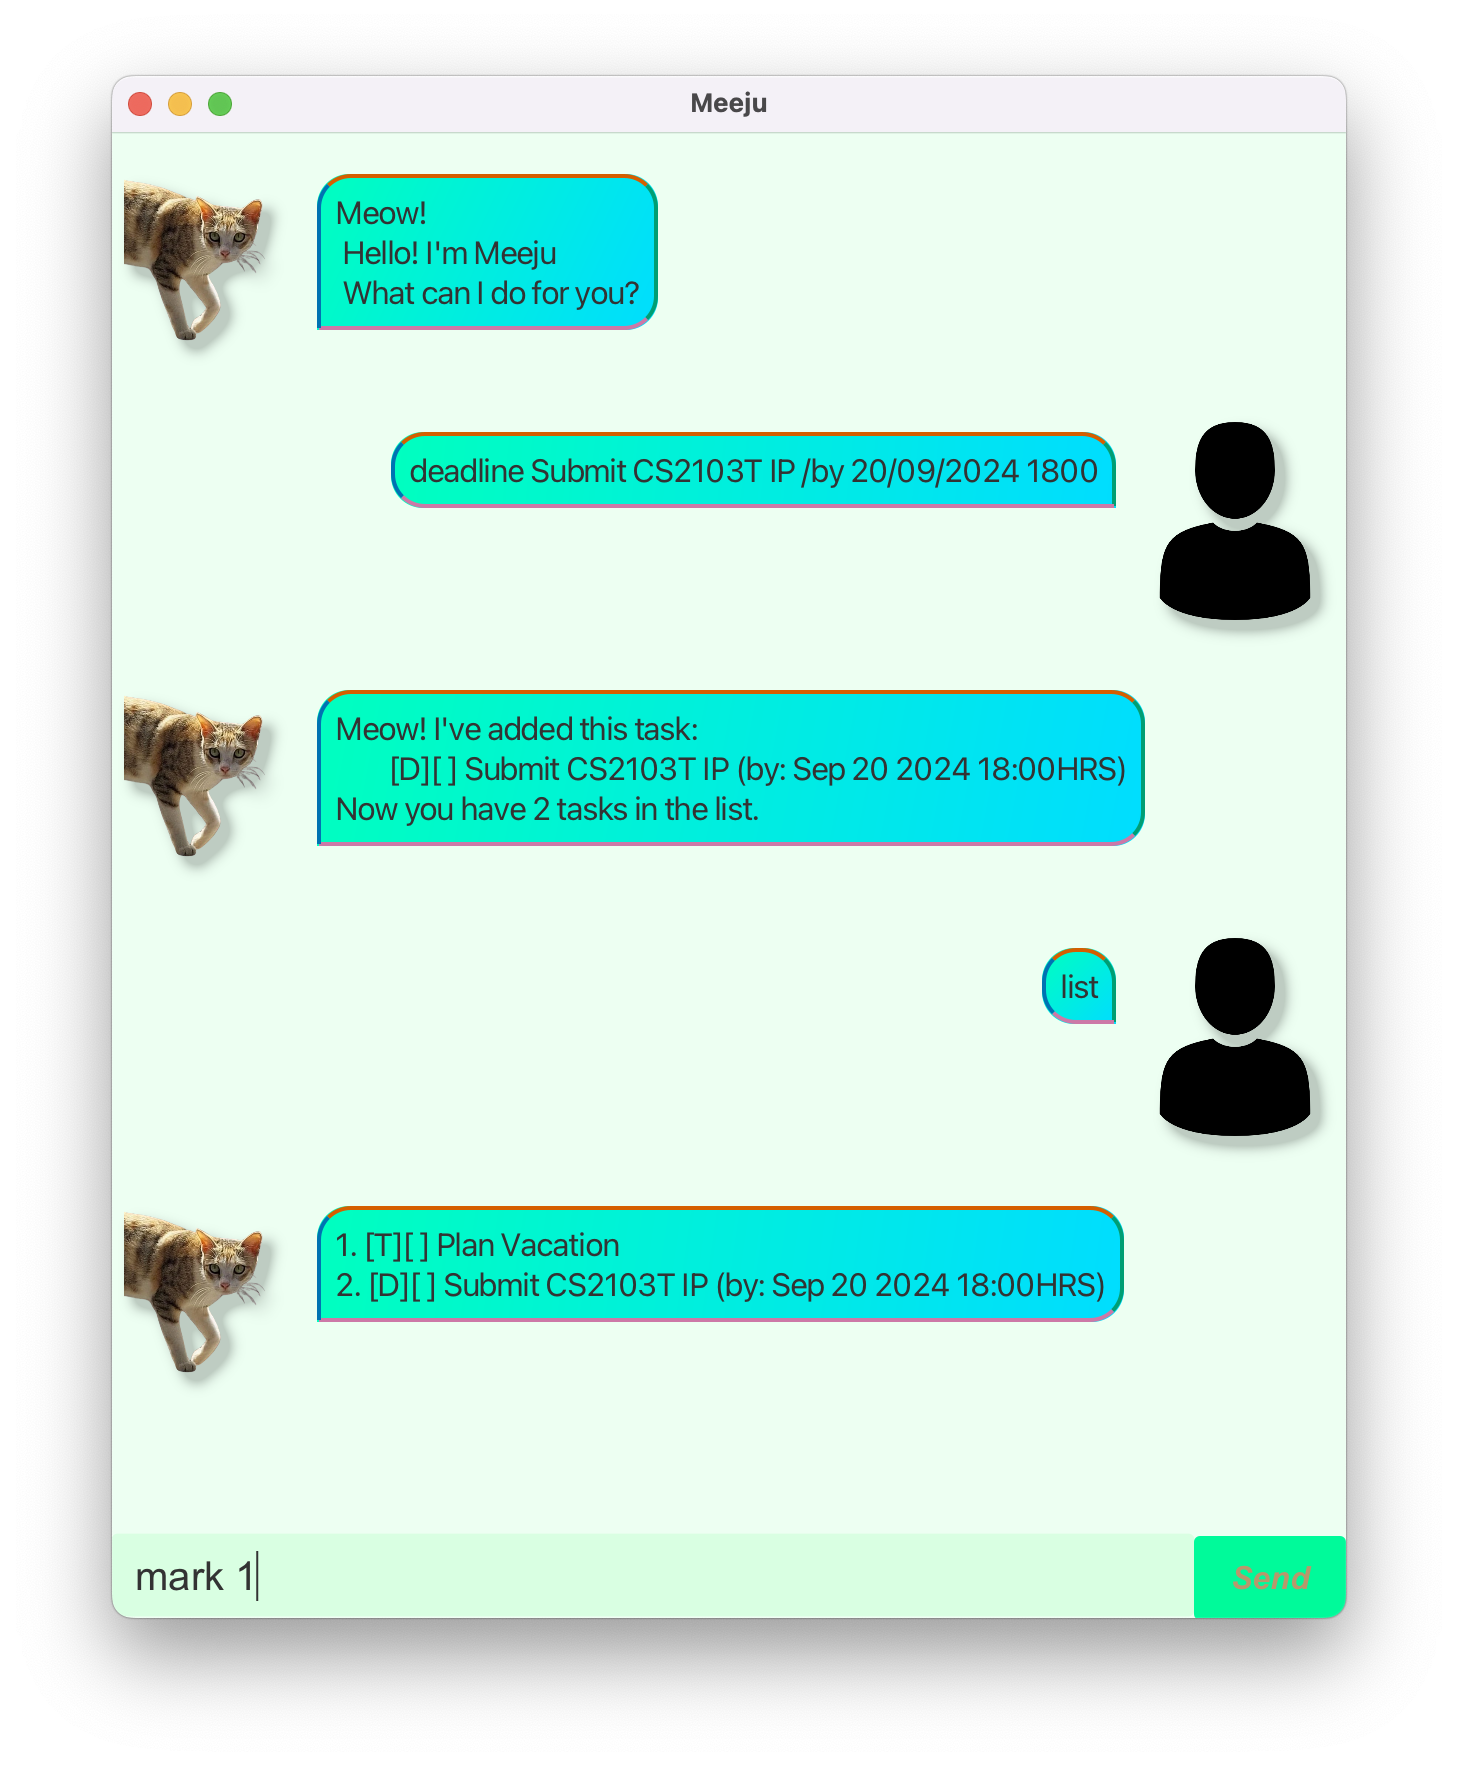 Meeju
Meow!
Hello! I'm Meeju
What can I do for you?
deadline Submit CS2103T IP /by 20/09/2024 1800
Meow! I've added this task:
[D][ ] Submit CS2103T IP (by: Sep 20 2024 18:00HRS)
Now you have 2 tasks in the list.
list
1. [T][ ] Plan Vacation
2. [D][ ] Submit CS2103T IP (by: Sep 20 2024 18:00HRS)
mark 1
Send